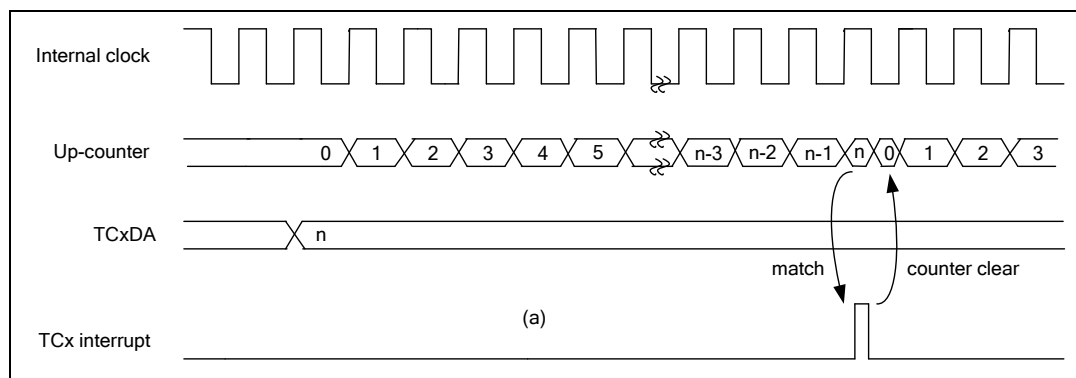 Internal clock
Up-counter 0 1 2 3 4 5 n-3 n-2 n-1 n 0 1 2 3
TCxDA n
match counter clear
(a)
TCx interrupt